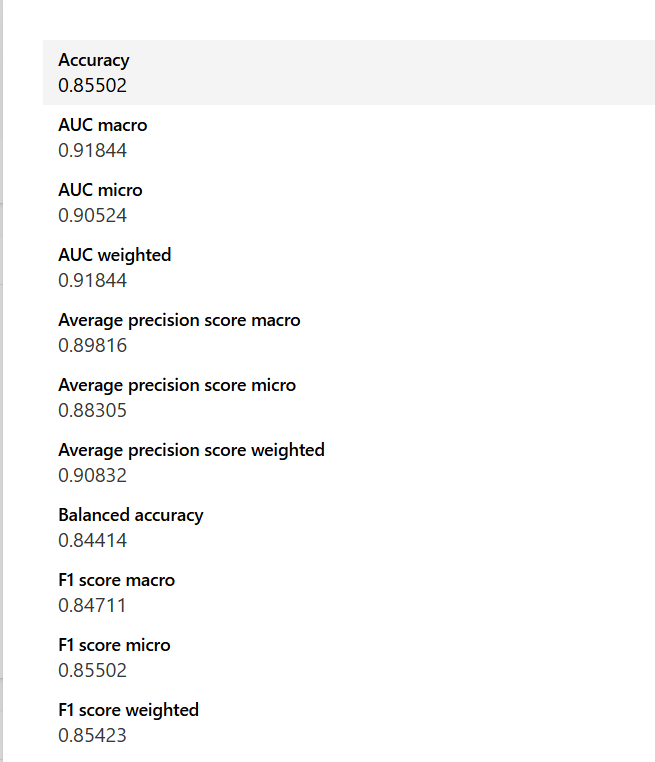 Accuracy
0.85502
AUC macro
0.91844
AUC micro
0.90524
AUC weighted
0.91844
Average precision score macro
0.89816
Average precision score micro
0.88305
Average precision score weighted
0.90832
Balanced accuracy
0.84414
F1 score macro
0.84711
F1 score micro
0.85502
F1 score weighted
0.85423